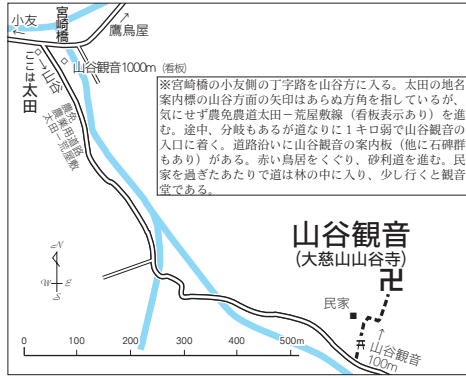 小友
宮崎橋
鷹鳥屋
山谷観音1000m (看板)
→山谷
ここは
太田
農免
農業用道路
太田－荒屋敷
※宮崎橋の小友側の丁字路を山谷方に入る。太田の地名
案内標の山谷方面の矢印はあらぬ方角を指しているが、
気にせず農免農道太田－荒屋敷線（看板表示あり）を進
む。途中、分岐もあるが道なりに１キロ弱で山谷観音の
入口に着く。道路沿いに山谷観音の案内板（他に石碑群
もあり）がある。赤い鳥居をくぐり、砂利道を進む。民
家を過ぎたあたりで道は林の中に入り、少し行くと観音
堂である。
山谷観音
(大慈山山谷寺)
卍
民家
山谷観音
100m
N
W
E
S
0 100 200 300 400 500m